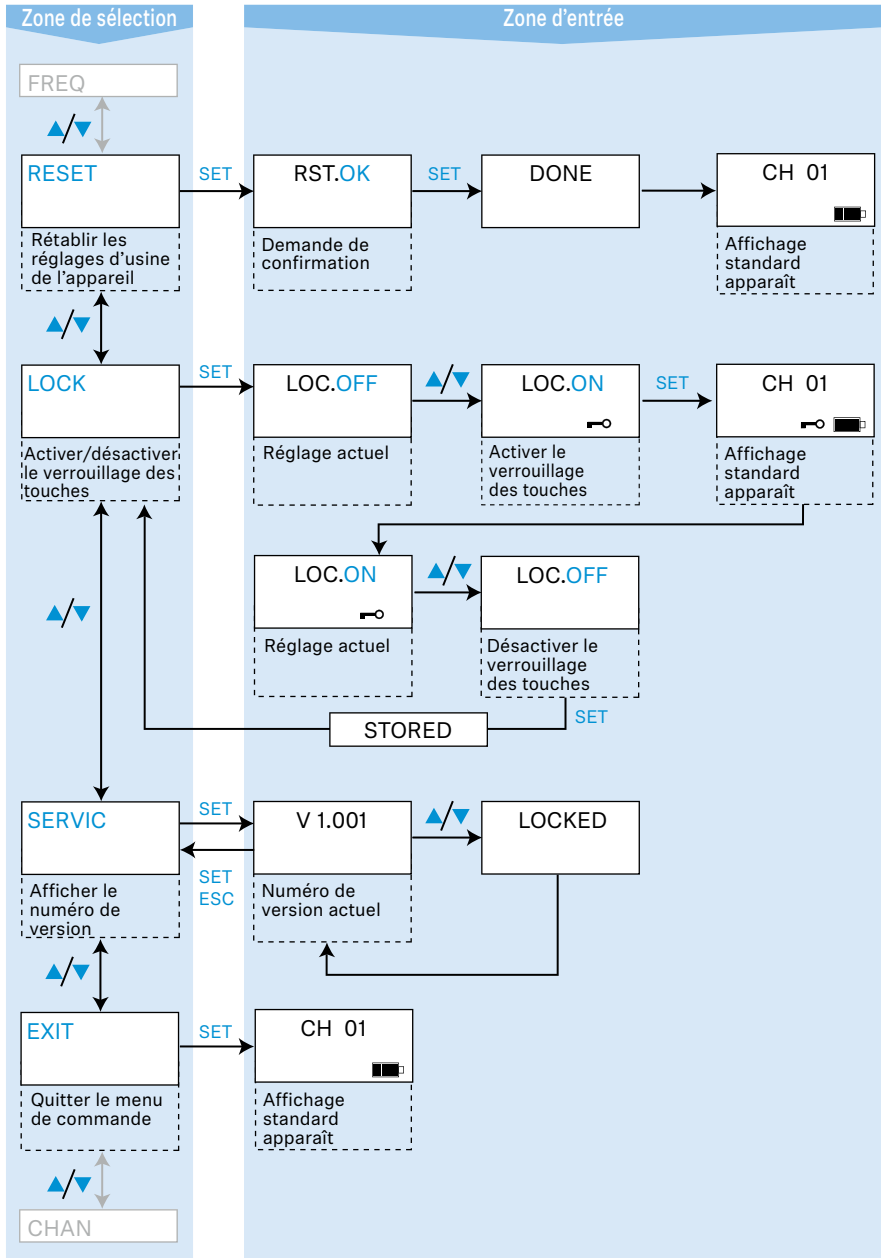 Zone de sélection
Zone d'entrée
FREQ
▲/▼
RESET
SET
RST.OK
SET
DONE
CH 01
Rétablir les
réglages d'usine
de l'appareil
Demande de
confirmation
Affichage
standard
apparaît
▲/▼
LOCK
SET
LOC.OFF
▲/▼
LOC.ON
SET
CH 01
Activer/désactiver
le verrouillage des
touches
Réglage actuel
Activer le
verrouillage
des touches
Affichage
standard
apparaît
▲/▼
LOC.ON
▲/▼
LOC.OFF
Réglage actuel
Désactiver le
verrouillage
des touches
SET
STORED
SERVIC
SET
V 1.001
▲/▼
LOCKED
SET
ESC
Afficher le
numéro de
version
Numéro de
version actuel
▲/▼
EXIT
SET
CH 01
Quitter le menu
de commande
Affichage
standard
apparaît
▲/▼
CHAN